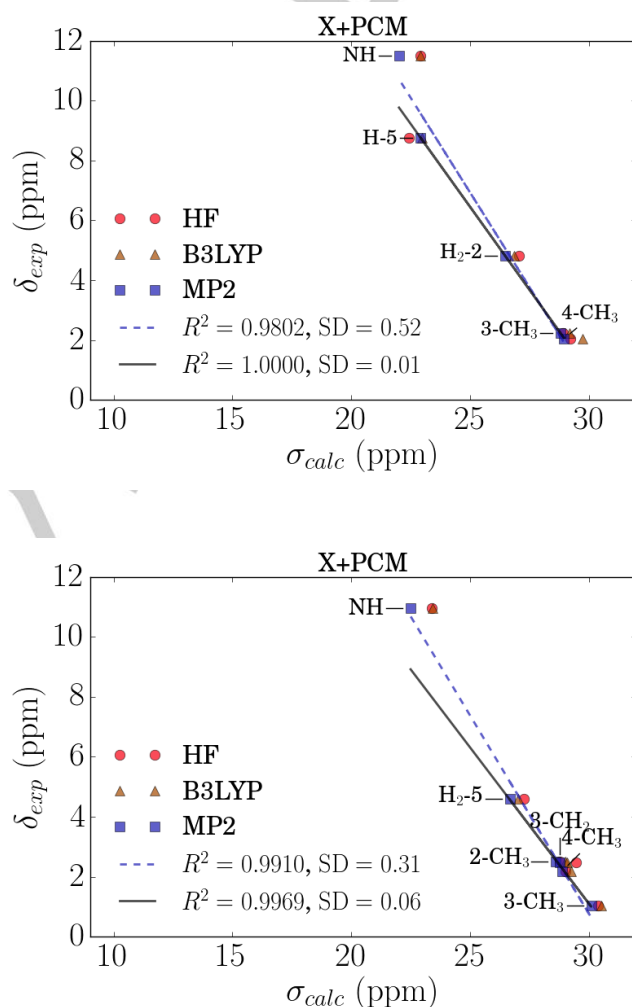 X+PCM
12
NH
10
H-5
8
δexp (ppm)
HF
6
B3LYP
H₂-2
4
MP2
4-CH₃
R² = 0.9802, SD = 0.52
3-CH₃
2
R² = 1.0000, SD = 0.01
0
10 15 20 25 30
σcalc (ppm)
X+PCM
12
NH
10
8
δexp (ppm)
HF
6
B3LYP
H₂-5
4
MP2
3-CH₂
4-CH₃
R² = 0.9910, SD = 0.31
2-CH₃
2
R² = 0.9969, SD = 0.06
3-CH₃
0
10 15 20 25 30
σcalc (ppm)